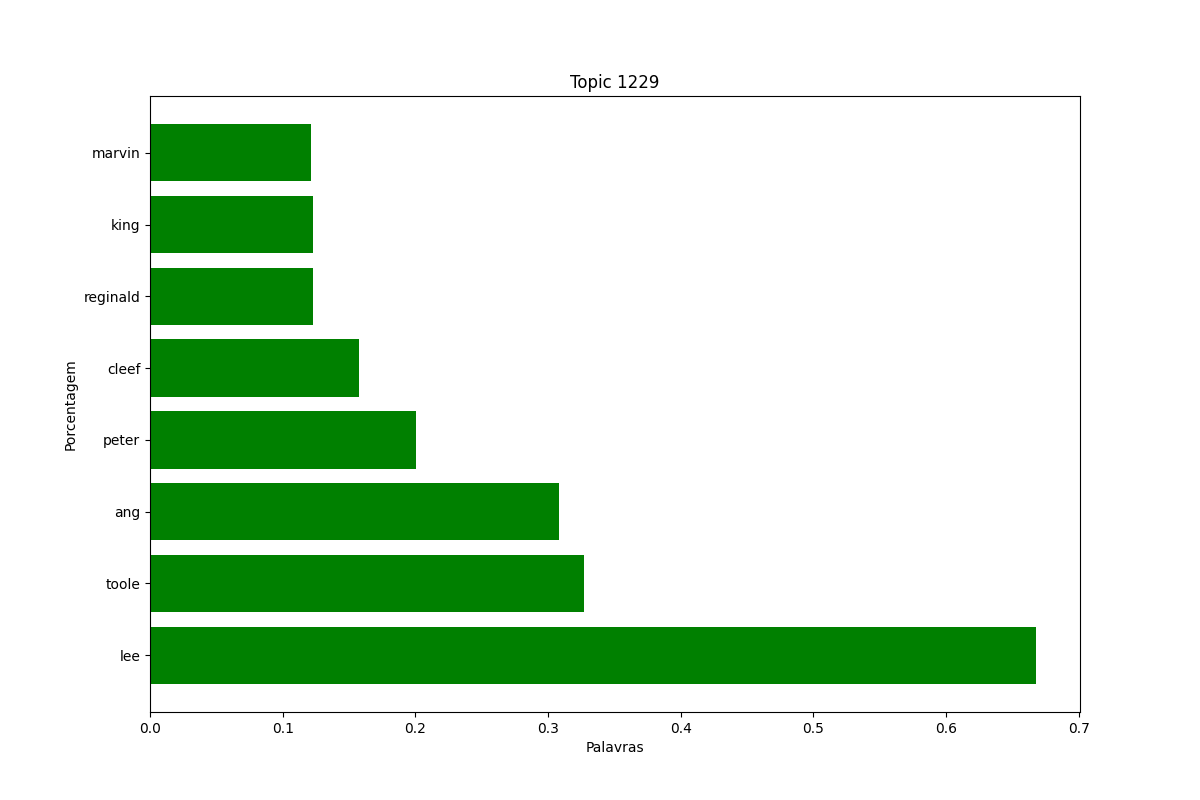 Topic 1229
marvin
king
reginald
cleef
peter
ang
toole
lee
Porcentagem
0.0 0.1 0.2 0.3 0.4 0.5 0.6 0.7
Palavras